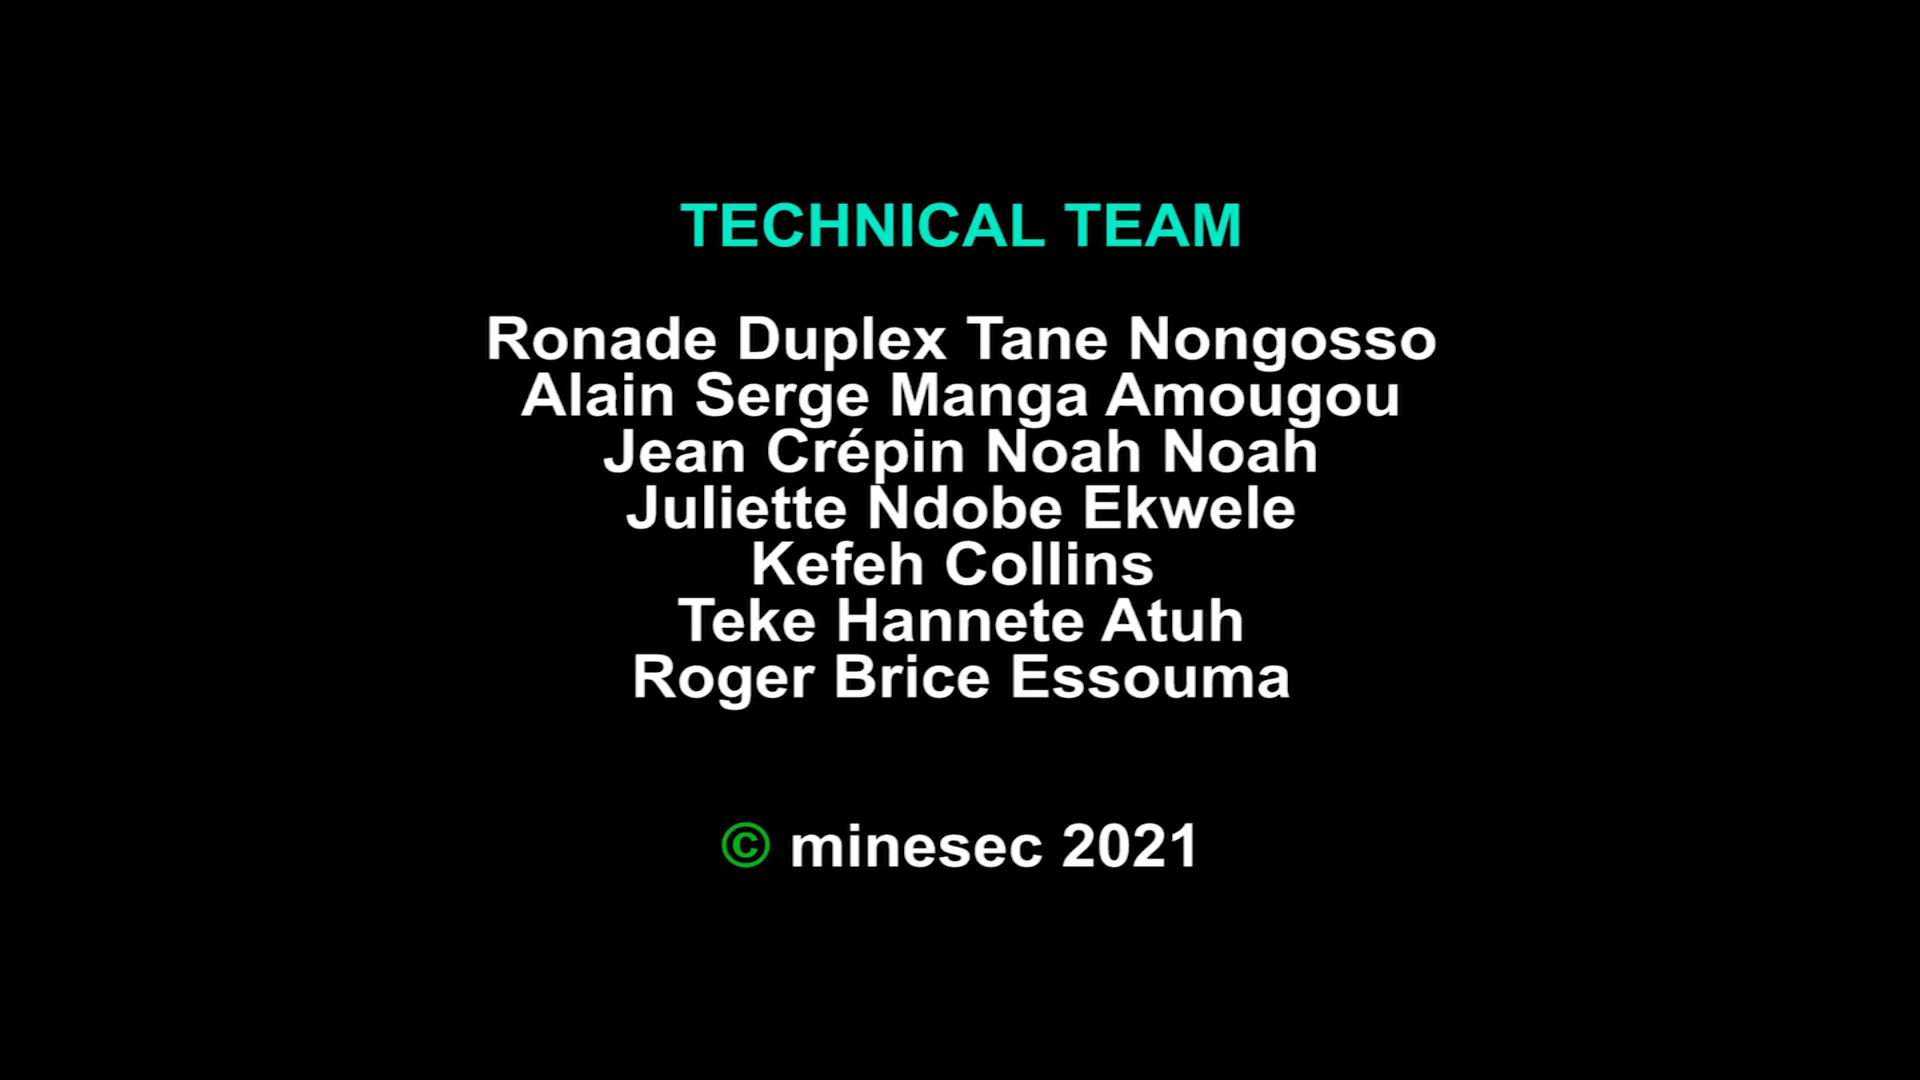 TECHNICAL TEAM
Ronade Duplex Tane Nongosso
Alain Serge Manga Amougou
Jean Crépin Noah Noah
Juliette Ndobe Ekwele
Kefeh Collins
Teke Hannete Atuh
Roger Brice Essouma
© minesec 2021